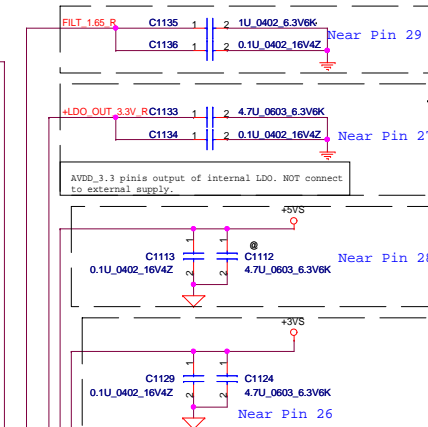 FILT_1.65_R C1135 1 2 1U_0402_6.3V6K
Near Pin 29
C1136 1 2 0.1U_0402_16V4Z
+LDO_OUT_3.3V_R C1133 1 2 4.7U_0603_6.3V6K
C1134 1 2 0.1U_0402_16V4Z Near Pin 27
AVDD_3.3 pinis output of internal LDO. NOT connect
to external supply.
+5VS
@
1 1
C1113 C1112 Near Pin 28
0.1U_0402_16V4Z 2 2 4.7U_0603_6.3V6K
+3VS
1 1
C1129 C1124
0.1U_0402_16V4Z 2 2 4.7U_0603_6.3V6K
Near Pin 26